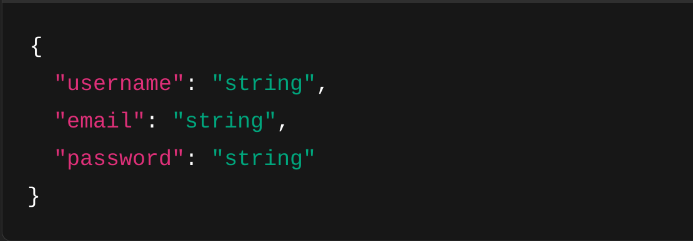 {
  "username": "string",
  "email": "string",
  "password": "string"
}